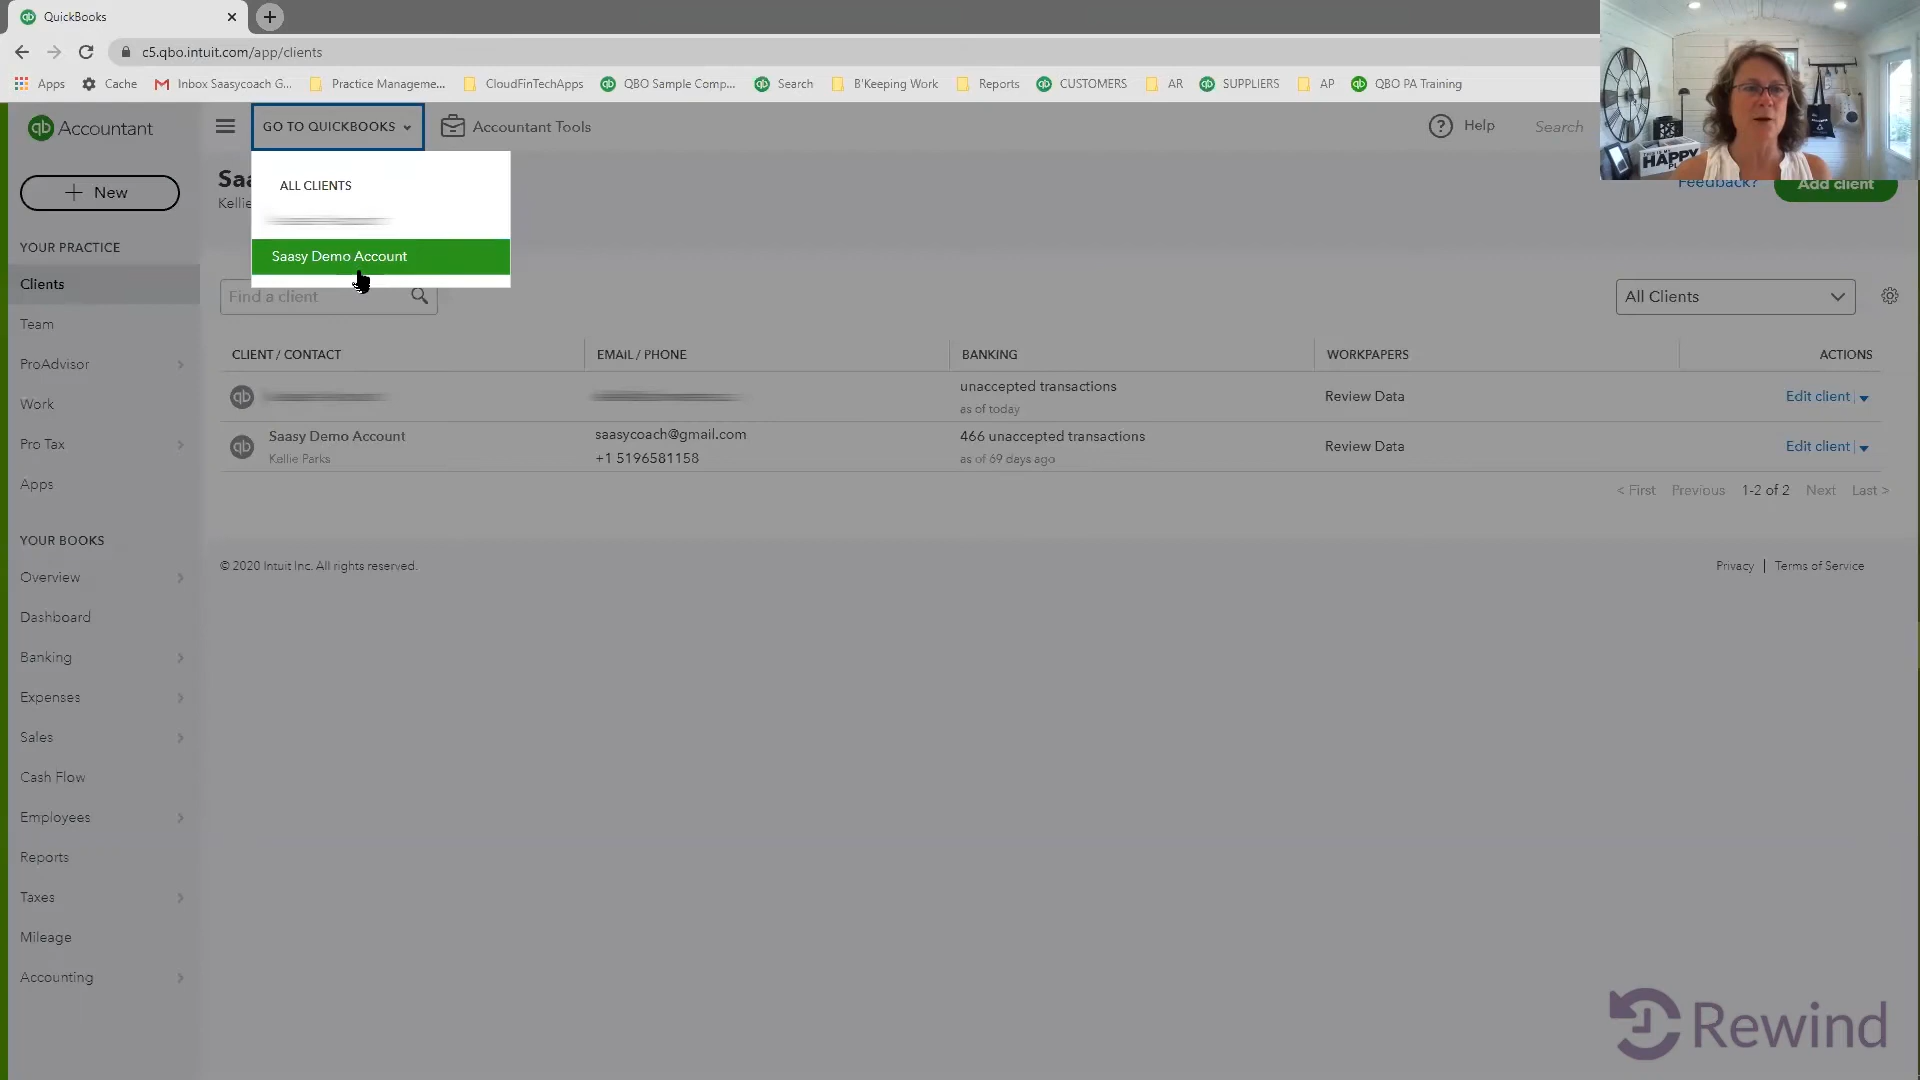 QuickBooks
c5.qbo.intuit.com/app/clients
Apps
Cache
Inbox Saasycoach G...
Practice Manageme...
CloudFinTechApps
QBO Sample Comp...
Search
B'Keeping Work
Reports
CUSTOMERS
AR
SUPPLIERS
AP
QBO PA Training
qb Accountant
GO TO QUICKBOOKS
Accountant Tools
Help
Search
HAPPY
+ New
Saa
Kellie
ALL CLIENTS
Saasy Demo Account
Feedback?
Add client
YOUR PRACTICE
Clients
Team
ProAdvisor
Work
Pro Tax
Apps
YOUR BOOKS
Overview
Dashboard
Banking
Expenses
Sales
Cash Flow
Employees
Reports
Taxes
Mileage
Accounting
Find a client
All Clients
CLIENT / CONTACT
EMAIL / PHONE
BANKING
WORKPAPERS
ACTIONS
qb
unaccepted transactions
as of today
Review Data
Edit client
qb
Saasy Demo Account
Kellie Parks
saasycoach@gmail.com
+1 5196581158
466 unaccepted transactions
as of 69 days ago
Review Data
Edit client
< First Previous 1-2 of 2 Next Last >
© 2020 Intuit Inc. All rights reserved.
Privacy | Terms of Service
Rewind